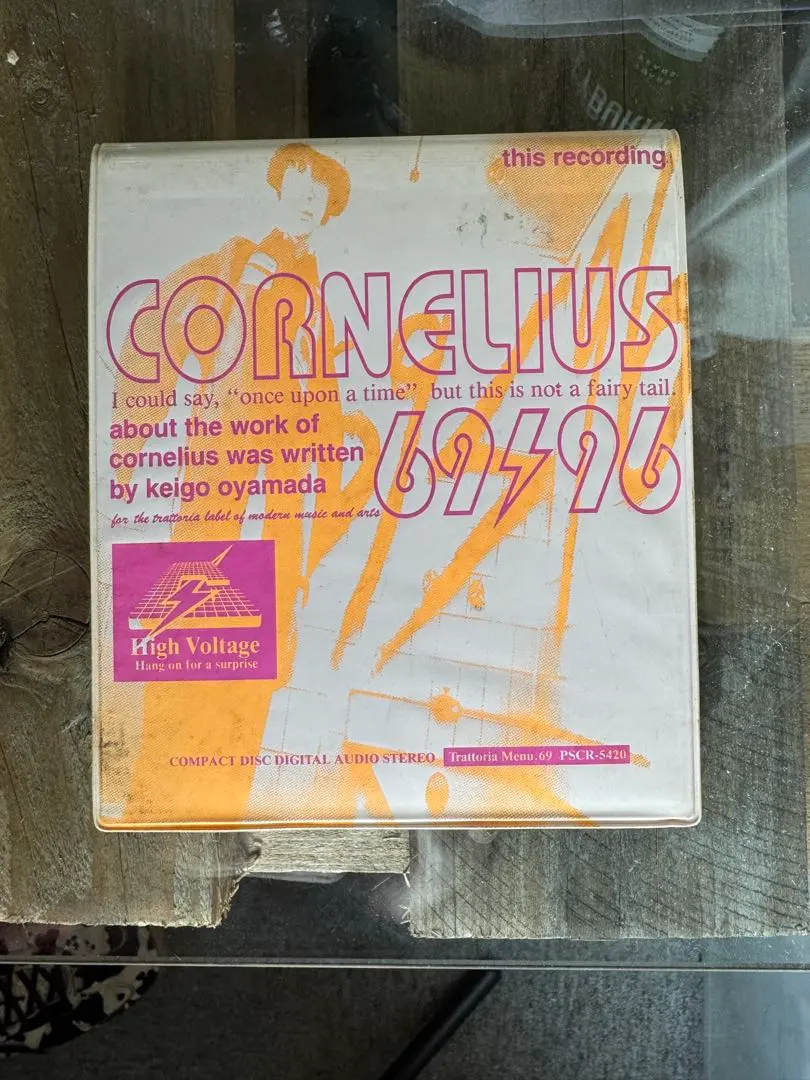 this recording
CORNELIUS
I could say, “once upon a time” but this is not a fairy tail.
about the work of
cornelius was written
by keigo oyamada
69/96
for the trattoria label of modern music and arts
High Voltage
Hang on for a surprise
COMPACT DISC DIGITAL AUDIO STEREO Trattoria Menu.69 PSCR-5420